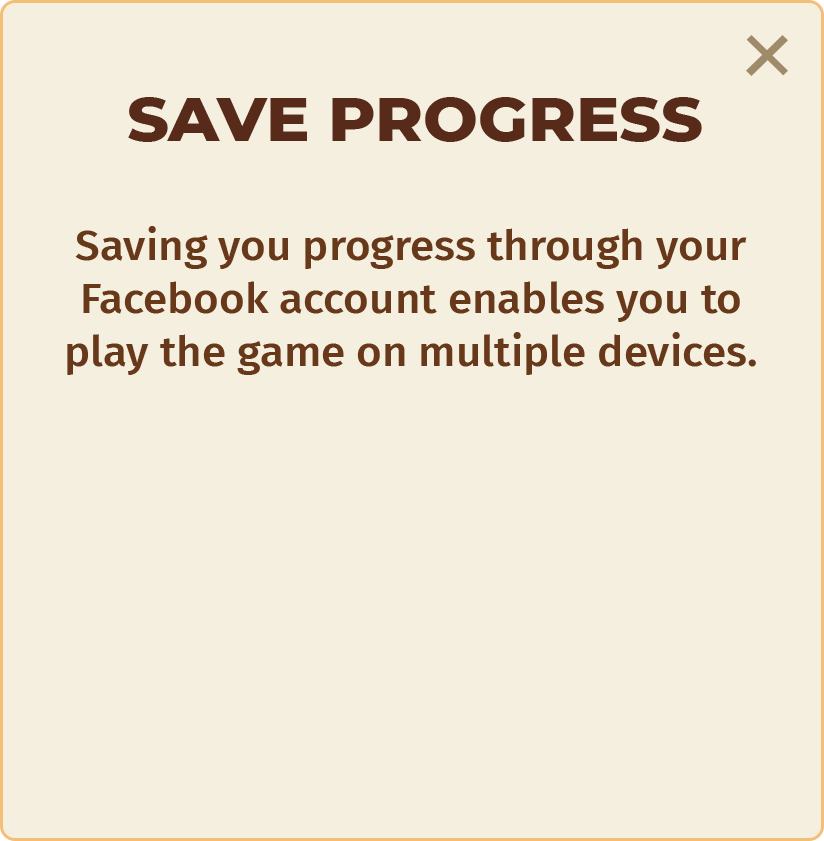 SAVE PROGRESS
Saving you progress through your
Facebook account enables you to
play the game on multiple devices.